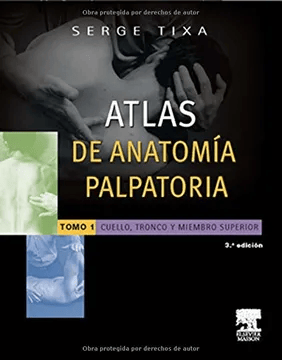 Obra protegida por derechos de autor
SERGE TIXA
ATLAS
DE ANATOMÍA
PALPATORIA
TOMO 1 CUELLO, TRONCO Y MIEMBRO SUPERIOR
3.ª edición
ELSEVIER
MASSON
Obra protegida por derechos de autor